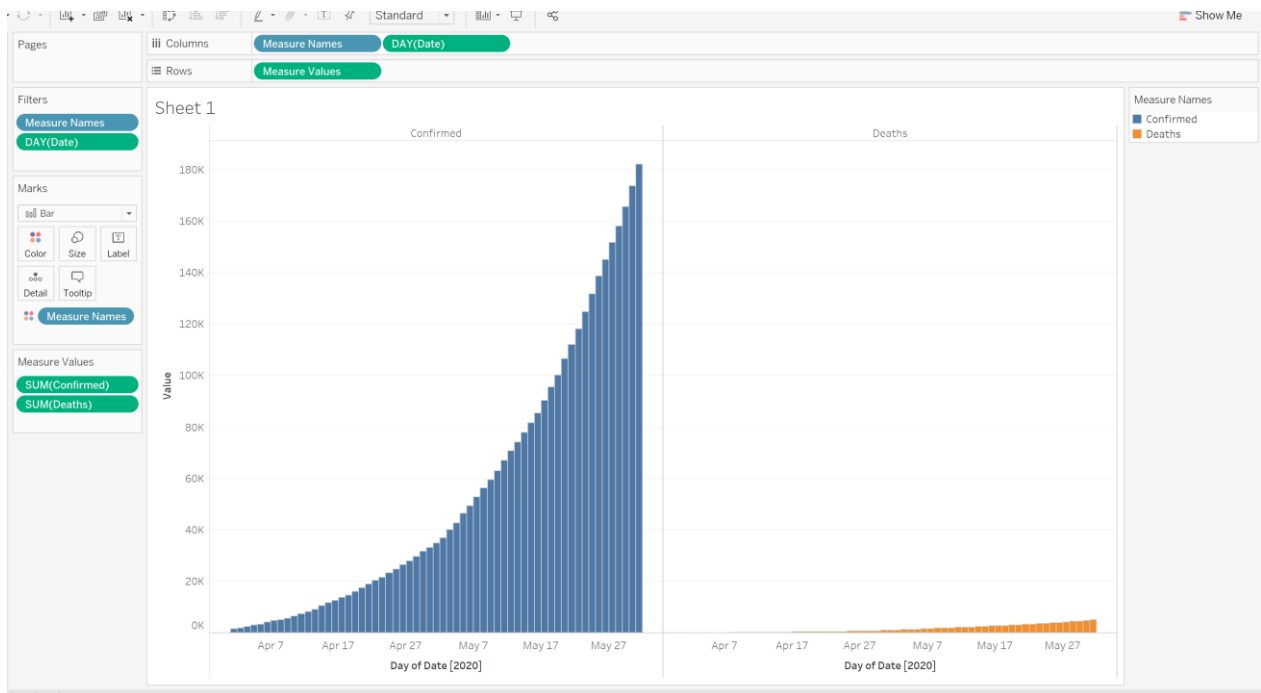 Standard
Show Me
Pages
iii Columns
Measure Names
DAY(Date)
Rows
Measure Values
Filters
Measure Names
DAY(Date)
Marks
Bar
Color
Size
Label
Detail
Tooltip
Measure Names
Measure Values
SUM(Confirmed)
SUM(Deaths)
Sheet 1
Confirmed
Deaths
Value
180K
160K
140K
120K
100K
80K
60K
40K
20K
0K
Apr 7 Apr 17 Apr 27 May 7 May 17 May 27
Apr 7 Apr 17 Apr 27 May 7 May 17 May 27
Day of Date [2020]
Day of Date [2020]
Measure Names
Confirmed
Deaths